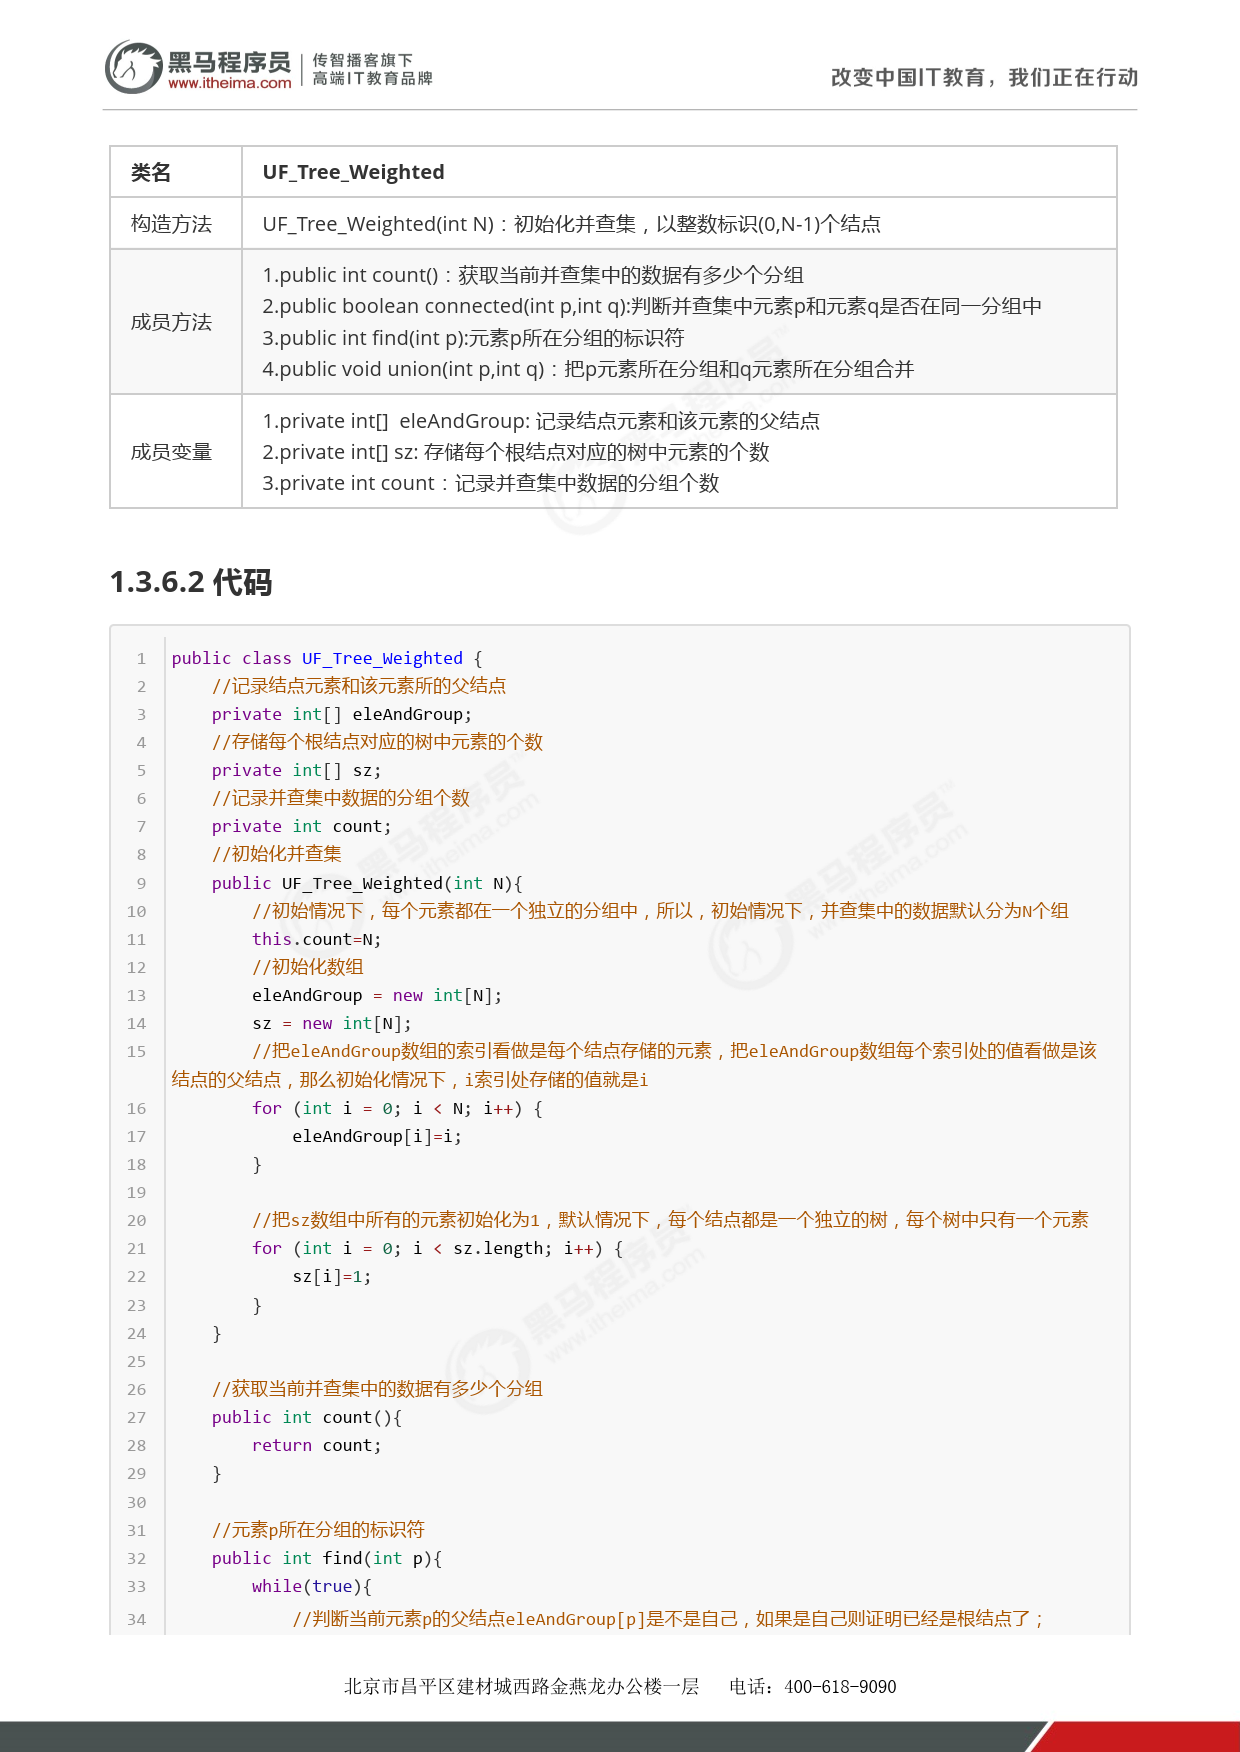 黑马程序员 传智播客旗下
www.itheima.com 高端IT教育品牌
改变中国IT教育，我们正在行动
类名 UF_Tree_Weighted
构造方法 UF_Tree_Weighted(int N)：初始化并查集，以整数标识(0,N-1)个结点
成员方法
1.public int count()：获取当前并查集中的数据有多少个分组
2.public boolean connected(int p,int q):判断并查集中元素p和元素q是否在同一分组中
3.public int find(int p):元素p所在分组的标识符
4.public void union(int p,int q)：把p元素所在分组和q元素所在分组合并
成员变量
1.private int[]  eleAndGroup: 记录结点元素和该元素的父结点
2.private int[] sz: 存储每个根结点对应的树中元素的个数
3.private int count：记录并查集中数据的分组个数
1.3.6.2 代码
1 public class UF_Tree_Weighted {
2     //记录结点元素和该元素所的父结点
3     private int[] eleAndGroup;
4     //存储每个根结点对应的树中元素的个数
5     private int[] sz;
6     //记录并查集中数据的分组个数
7     private int count;
8     //初始化并查集
9     public UF_Tree_Weighted(int N){
10         //初始情况下，每个元素都在一个独立的分组中，所以，初始情况下，并查集中的数据默认分为N个组
11         this.count=N;
12         //初始化数组
13         eleAndGroup = new int[N];
14         sz = new int[N];
15         //把eleAndGroup数组的索引看做是每个结点存储的元素，把eleAndGroup数组每个索引处的值看做是该
结点的父结点，那么初始化情况下，i索引处存储的值就是i
16         for (int i = 0; i < N; i++) {
17             eleAndGroup[i]=i;
18         }
19
20         //把sz数组中所有的元素初始化为1，默认情况下，每个结点都是一个独立的树，每个树中只有一个元素
21         for (int i = 0; i < sz.length; i++) {
22             sz[i]=1;
23         }
24     }
25
26     //获取当前并查集中的数据有多少个分组
27     public int count(){
28         return count;
29     }
30
31     //元素p所在分组的标识符
32     public int find(int p){
33         while(true){
34             //判断当前元素p的父结点eleAndGroup[p]是不是自己，如果是自己则证明已经是根结点了；
北京市昌平区建材城西路金燕龙办公楼一层 电话：400-618-9090